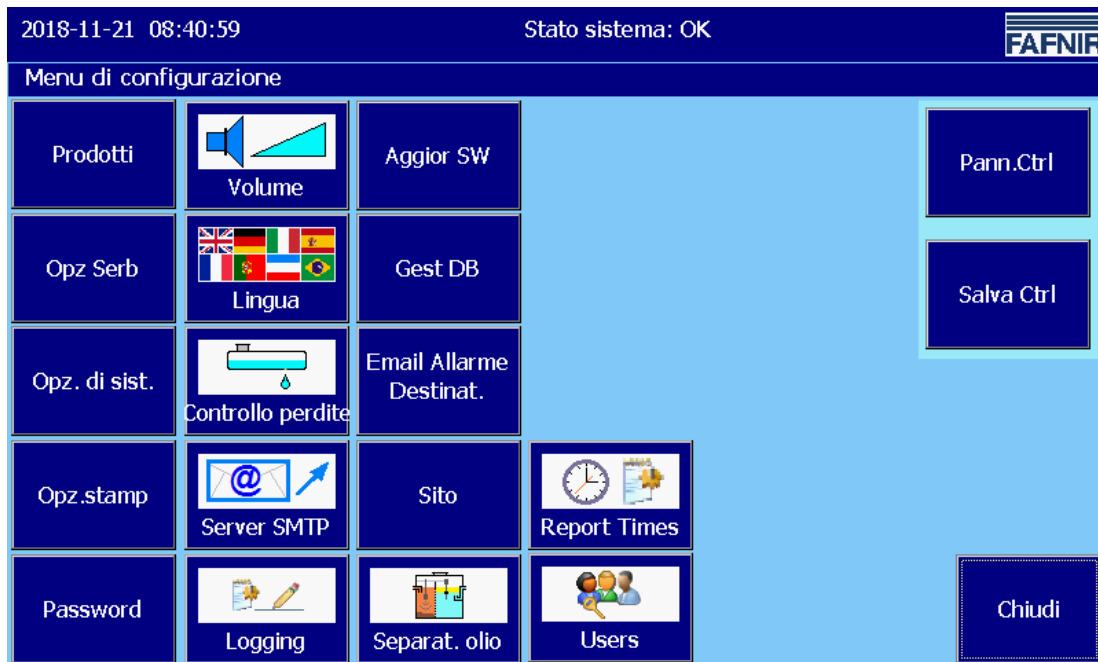 2018-11-21 08:40:59
Stato sistema: OK
FAFNIR
Menu di configurazione
Prodotti
Volume
Aggior SW
Pann.Ctrl
Opz Serb
Lingua
Gest DB
Salva Ctrl
Opz. di sist.
Controllo perdite
Email Allarme
Destinat.
Opz.stamp
@
Server SMTP
Sito
Report Times
Password
Logging
Separat. olio
Users
Chiudi